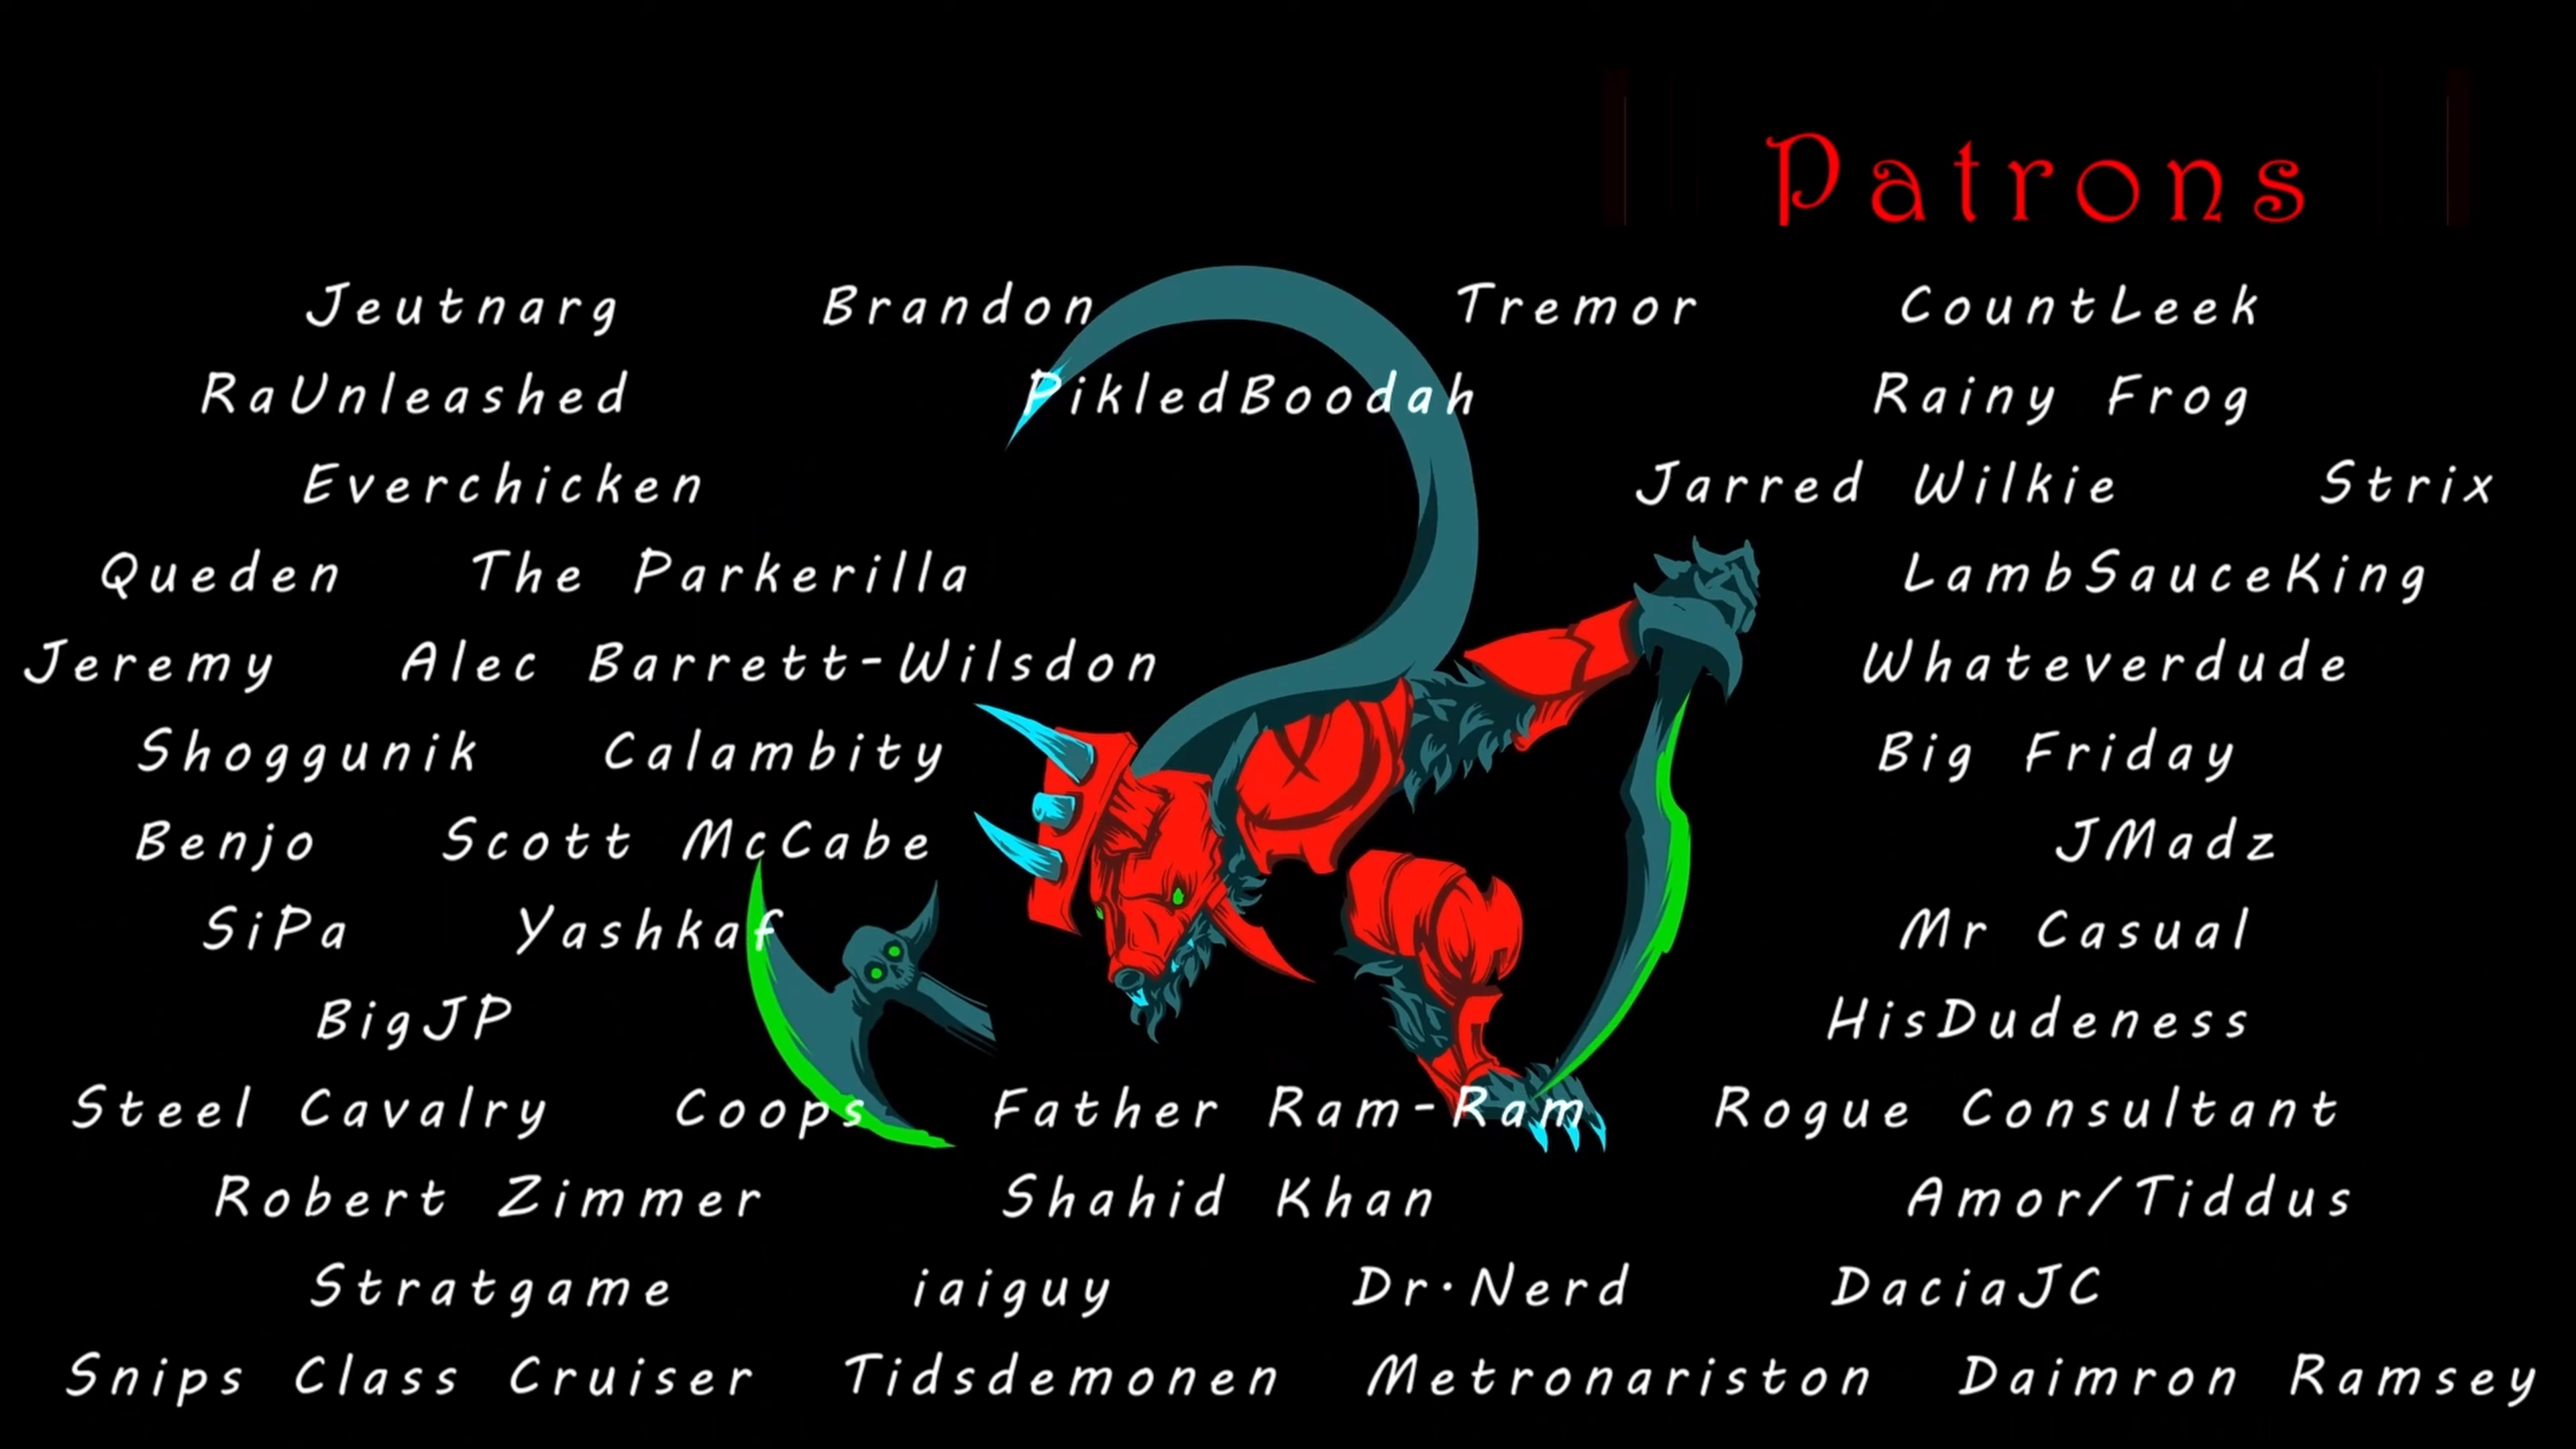 Patrons
Jeutnarg Brandon Tremor CountLeek
RaUnleashed PikledBoodah Rainy Frog
Everchicken Jarred Wilkie Strix
Queden The Parkerilla LambSauceKing
Jeremy Alec Barrett-Wilsdon Whateverdude
Shoggunik Calambity Big Friday
Benjo Scott McCabe JMadz
SiPa Yashkaf Mr Casual
BigJP HisDudeness
Steel Cavalry Coops Father Ram-Ram Rogue Consultant
Robert Zimmer Shahid Khan Amor/Tiddus
Stratgame iaiguy Dr.Nerd DaciaJC
Snips Class Cruiser Tidsdemonen Metronariston Daimron Ramsey